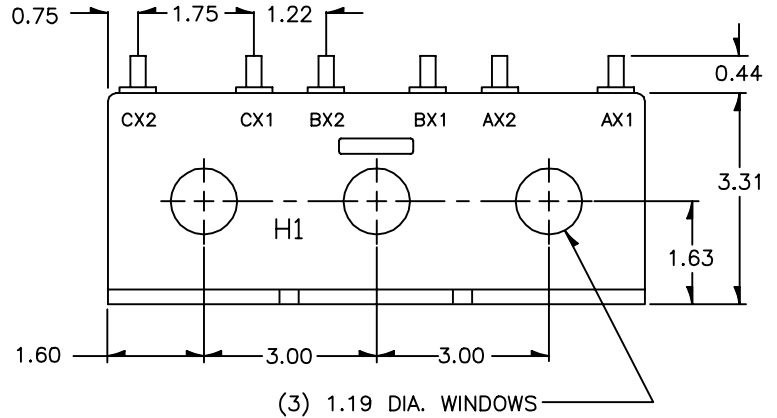 0.75 1.75 1.22
0.44
CX2 CX1 BX2 BX1 AX2 AX1
3.31
H1
1.63
1.60 3.00 3.00
(3) 1.19 DIA. WINDOWS